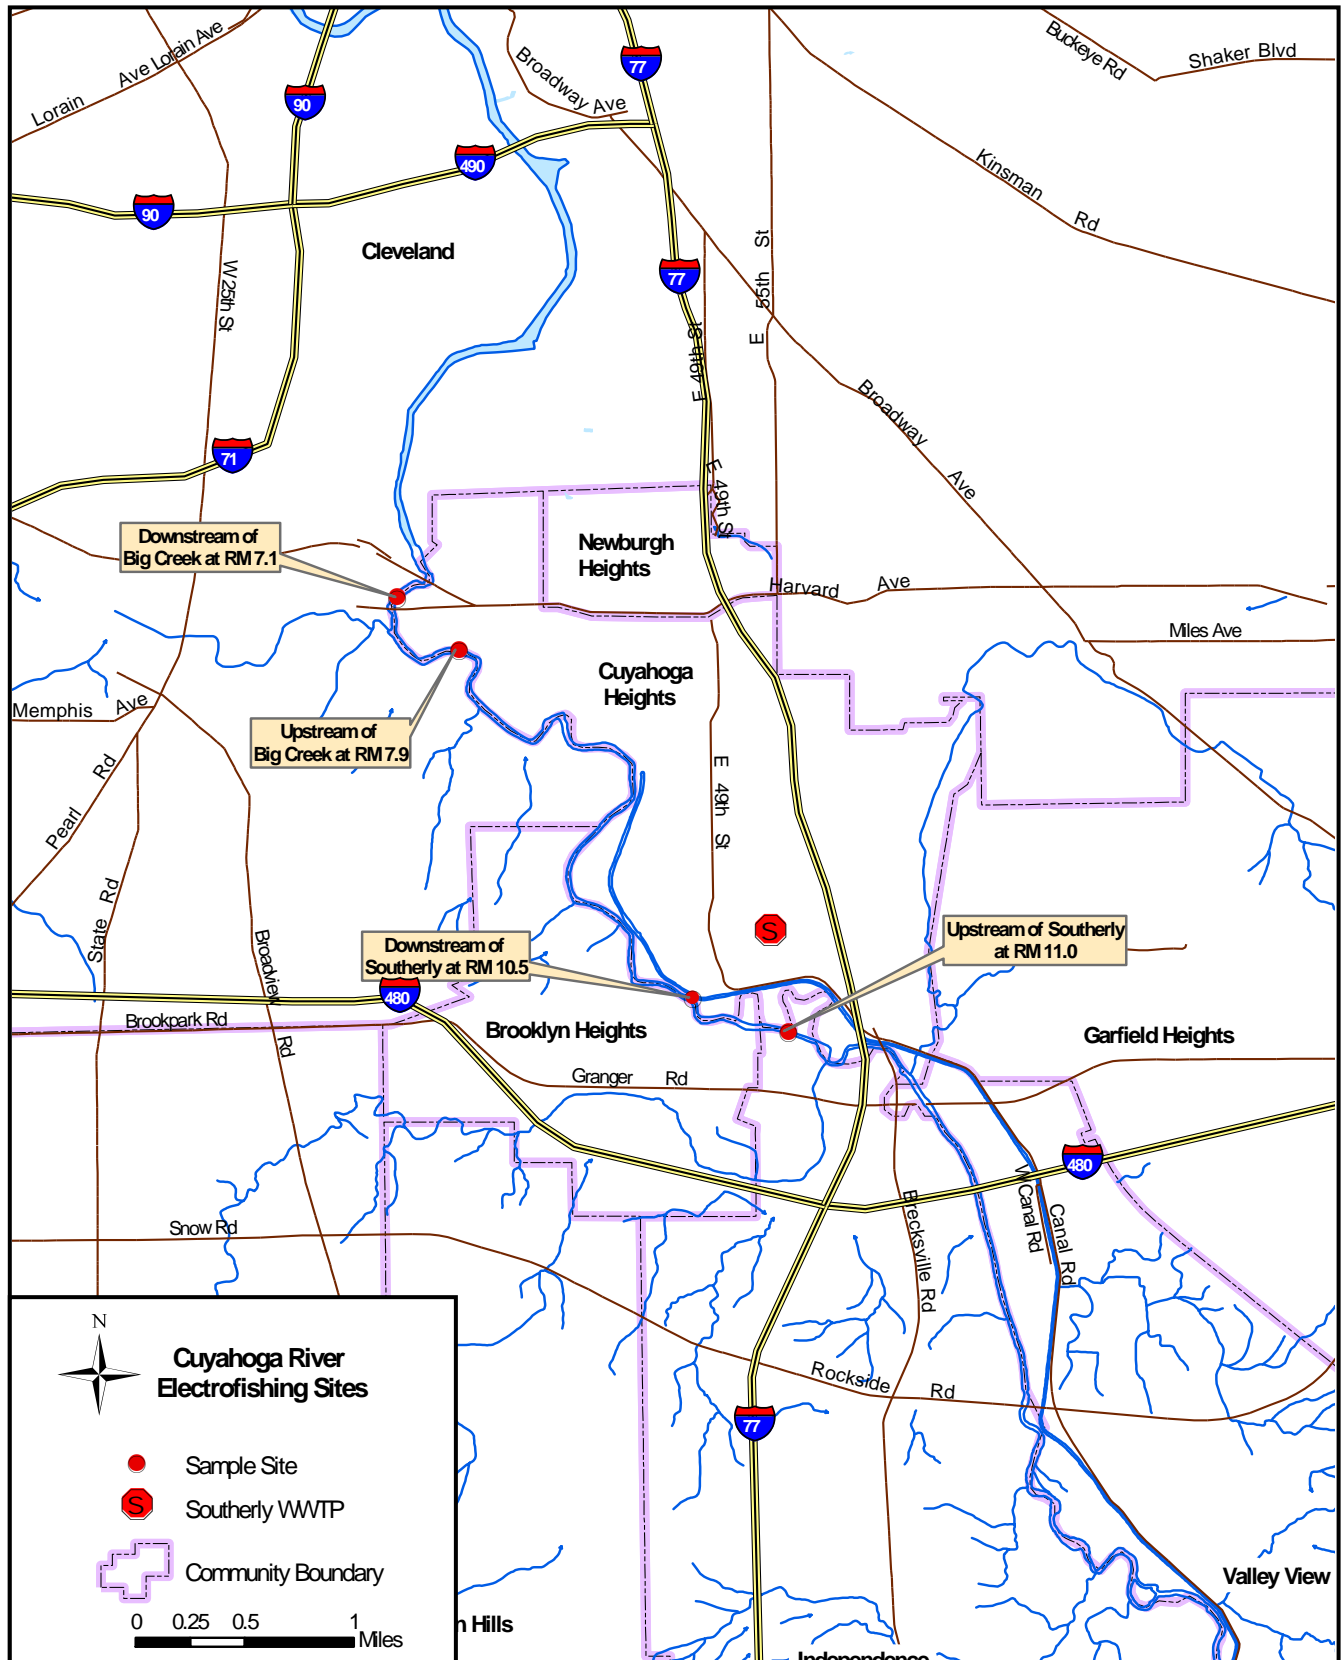 Lorain
Ave Lorain Ave
90
Broadway Ave
77
Buckeye Rd
Shaker Blvd
490
Kinsman
Rd
90
Cleveland
W 25th St
77
E 55th St
E 49th St
Broadway
Ave
71
E 49th St
Downstream of
Big Creek at RM 7.1
Newburgh
Heights
Harvard Ave
Miles Ave
Cuyahoga
Heights
Memphis Ave
Upstream of
Big Creek at RM 7.9
Pearl Rd
E 49th St
State Rd
S
Broadview
Rd
Downstream of
Southerly at RM 10.5
Upstream of Southerly
at RM 11.0
480
Brookpark Rd
Brooklyn Heights
Garfield Heights
Granger Rd
480
W Canal Rd
Canal Rd
Brecksville Rd
Snow Rd
Rockside Rd
77
Valley View
n Hills
Independence
N
Cuyahoga River
Electrofishing Sites
Sample Site
S
Southerly WWTP
Community Boundary
0 0.25 0.5 1
Miles